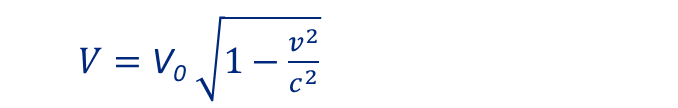 V = V₀ √(1 − v²/c²)